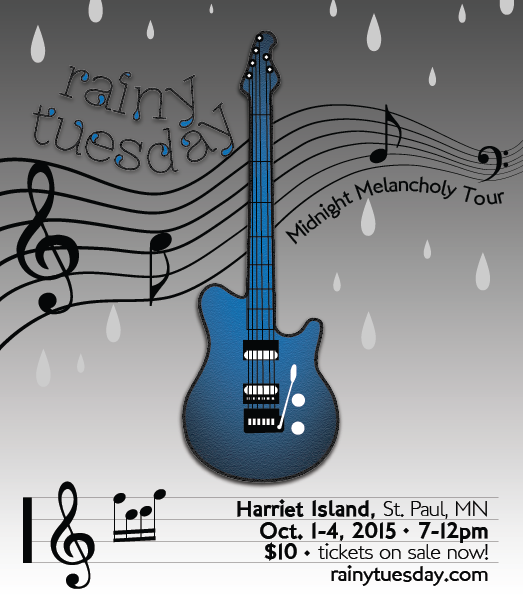 rainy
tuesday
Midnight Melancholy Tour
Harriet Island, St. Paul, MN
Oct. 1-4, 2015 • 7-12pm
$10 • tickets on sale now!
rainytuesday.com